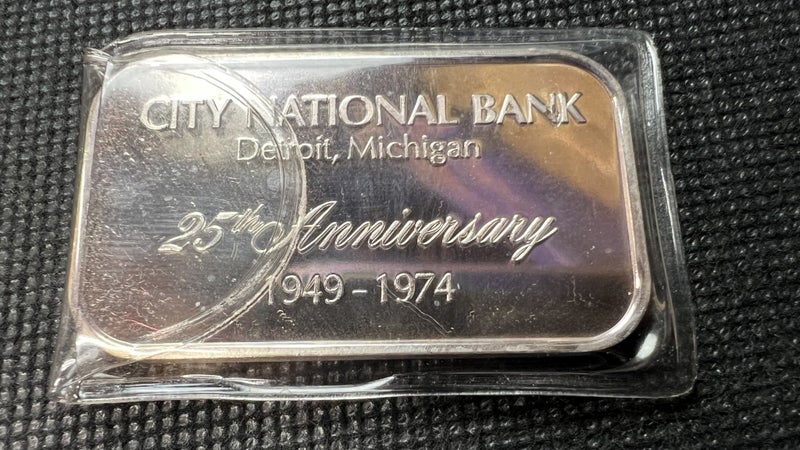 CITY NATIONAL BANK
Detroit, Michigan
25th Anniversary
1949 - 1974